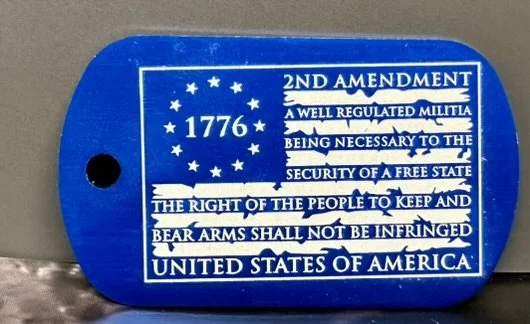 2ND AMENDMENT
1776
A WELL REGULATED MILITIA
BEING NECESSARY TO THE
SECURITY OF A FREE STATE
THE RIGHT OF THE PEOPLE TO KEEP AND
BEAR ARMS SHALL NOT BE INFRINGED
UNITED STATES OF AMERICA